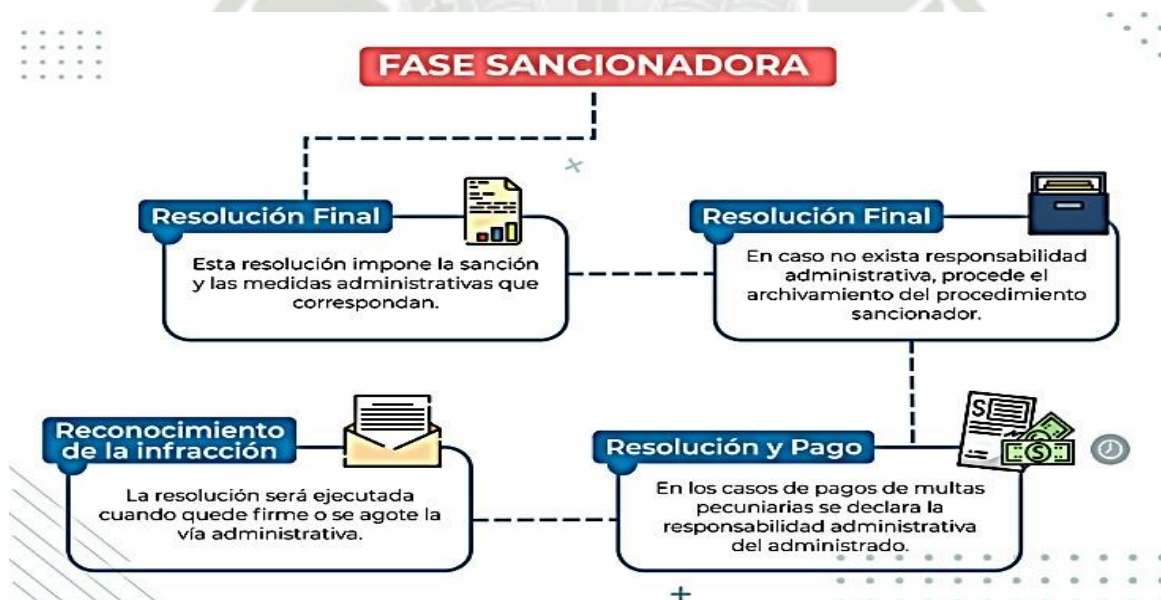 FASE SANCIONADORA
Resolución Final
Esta resolución impone la sanción
y las medidas administrativas que
correspondan.
Resolución Final
En caso no exista responsabilidad
administrativa, procede el
archivamiento del procedimiento
sancionador.
Reconocimiento
de la infracción
La resolución será ejecutada
cuando quede firme o se agote la
vía administrativa.
Resolución y Pago
En los casos de pagos de multas
pecuniarias se declara la
responsabilidad administrativa
del administrado.